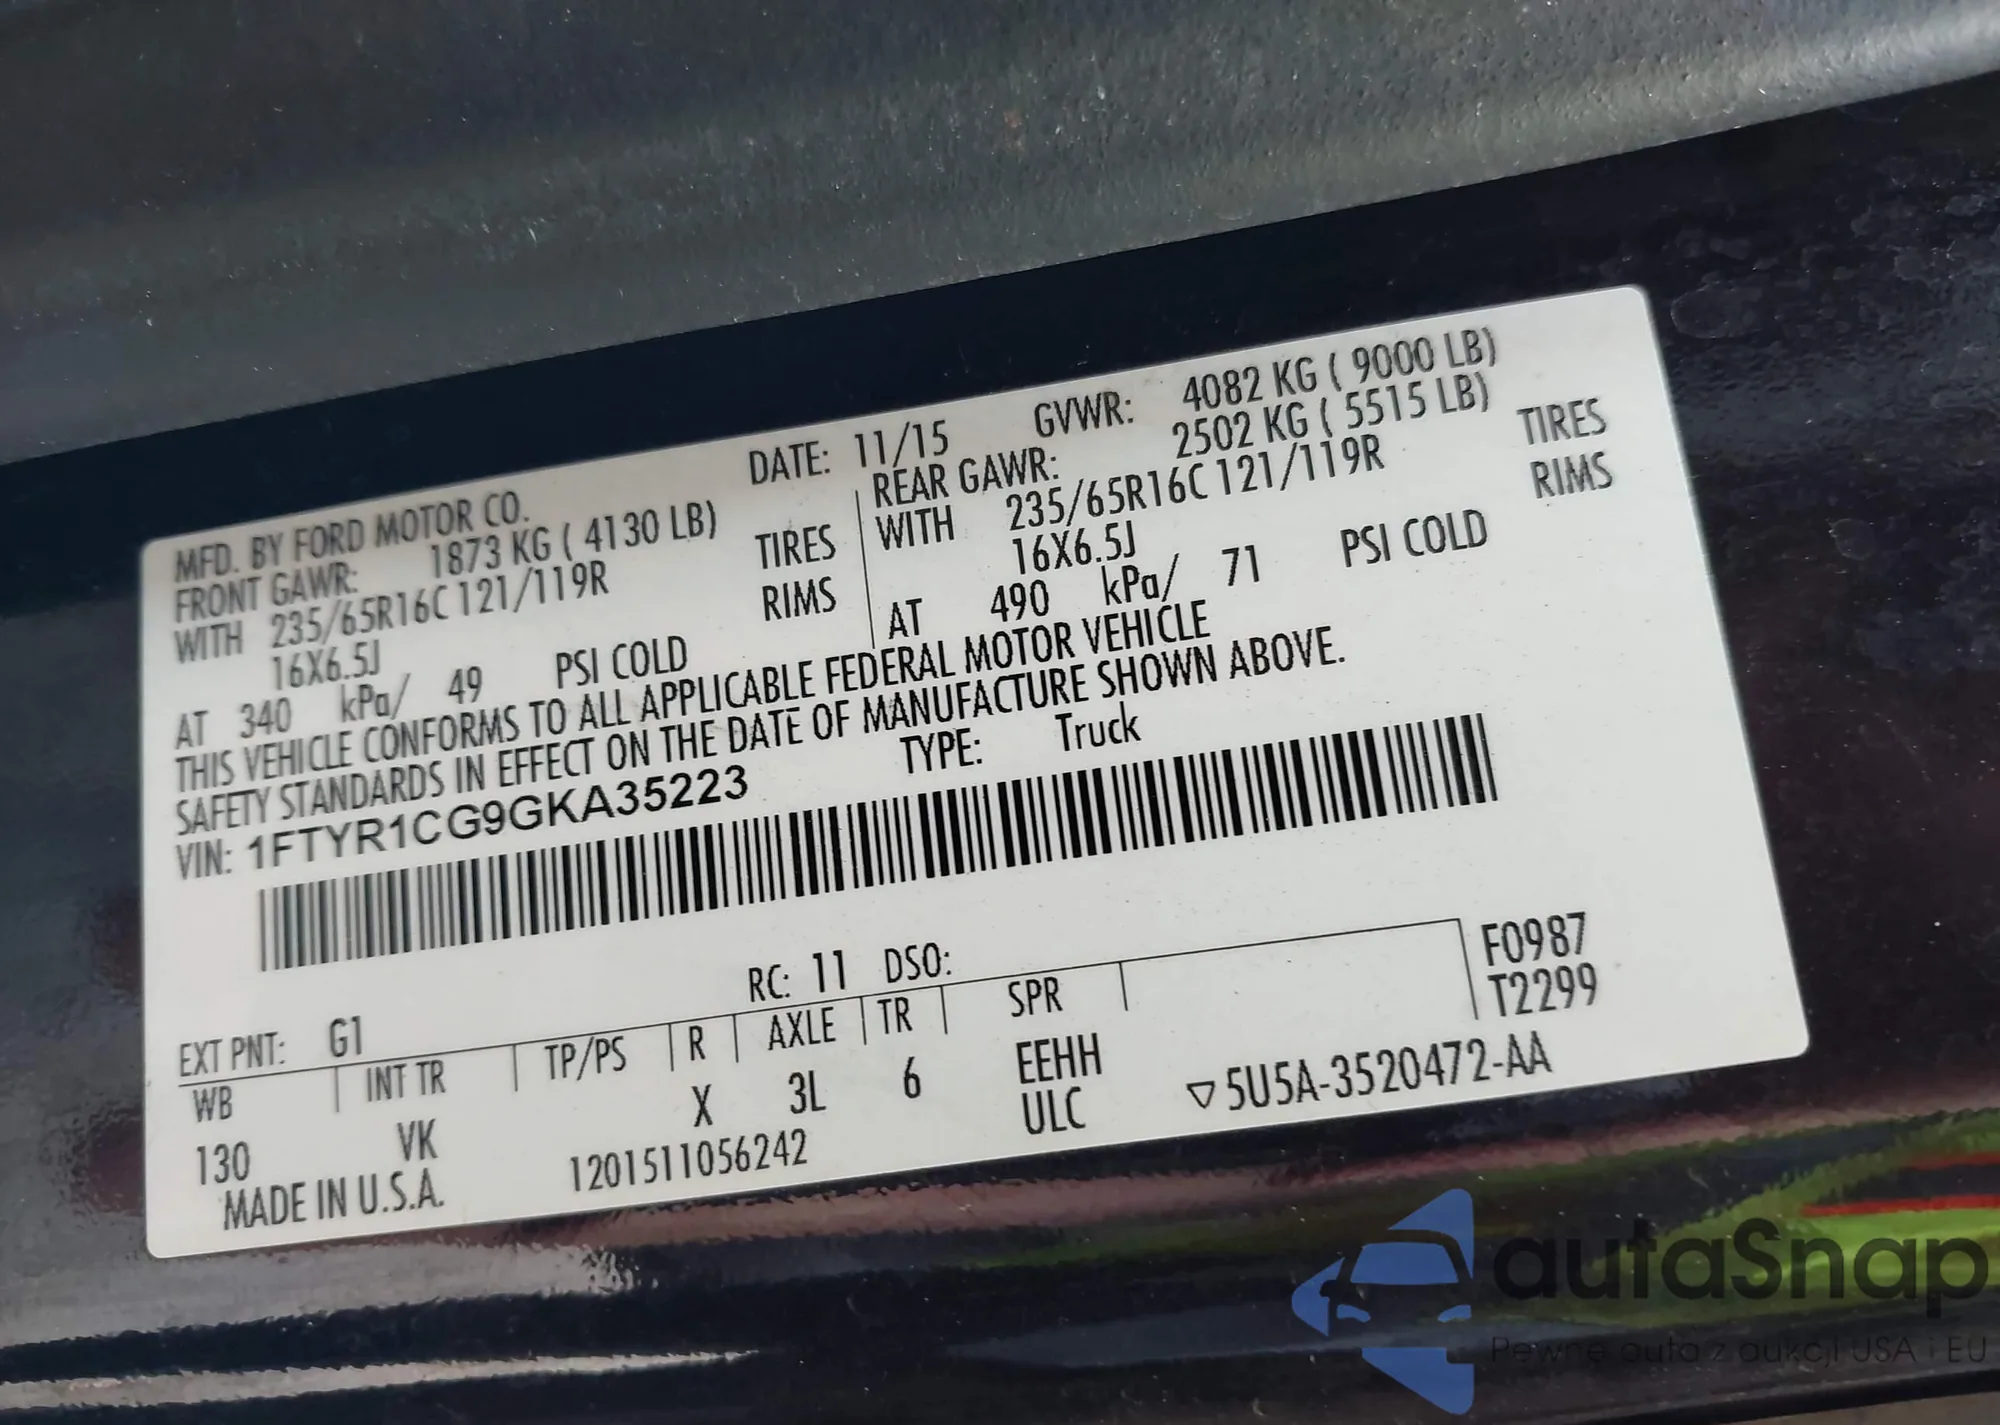 MFD. BY FORD MOTOR CO. DATE: 11/15 GVWR: 4082 KG ( 9000 LB)
FRONT GAWR: 1873 KG ( 4130 LB) REAR GAWR: 2502 KG ( 5515 LB)
WITH 235/65R16C 121/119R TIRES WITH 235/65R16C 121/119R TIRES
16X6.5J RIMS 16X6.5J RIMS
AT 340 kPa/ 49 PSI COLD AT 490 kPa/ 71 PSI COLD
THIS VEHICLE CONFORMS TO ALL APPLICABLE FEDERAL MOTOR VEHICLE
SAFETY STANDARDS IN EFFECT ON THE DATE OF MANUFACTURE SHOWN ABOVE.
VIN: 1FTYR1CG9GKA35223 TYPE: Truck
F0987
RC: 11 DSO: T2299
EXT PNT: G1
WB INT TR TP/PS R AXLE TR SPR
130 VK X 3L 6 EEHH
ULC ▽5U5A-3520472-AA
MADE IN U.S.A. 1201511056242
autaSnap
Pewne auta z aukcji USA i EU